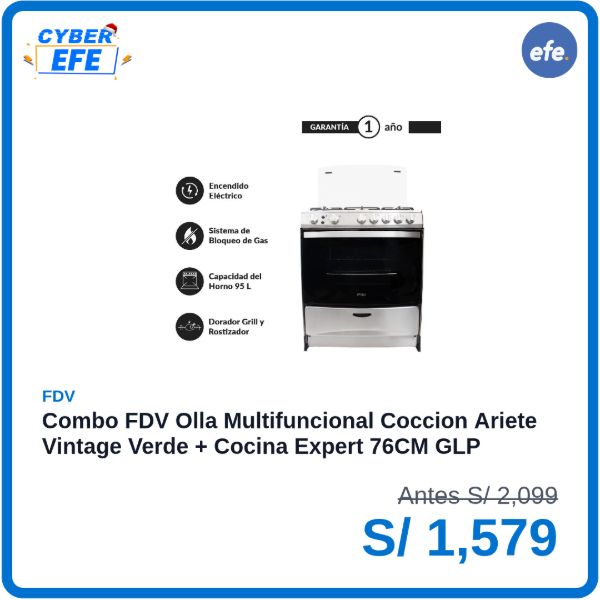 CYBER
EFE
efe.
GARANTÍA 1 año
Encendido
Eléctrico
Sistema de
Bloqueo de Gas
Capacidad del
Horno 95 L
Dorador Grill y
Rostizador
FDV
Combo FDV Olla Multifuncional Coccion Ariete
Vintage Verde + Cocina Expert 76CM GLP
Antes S/ 2,099
S/ 1,579